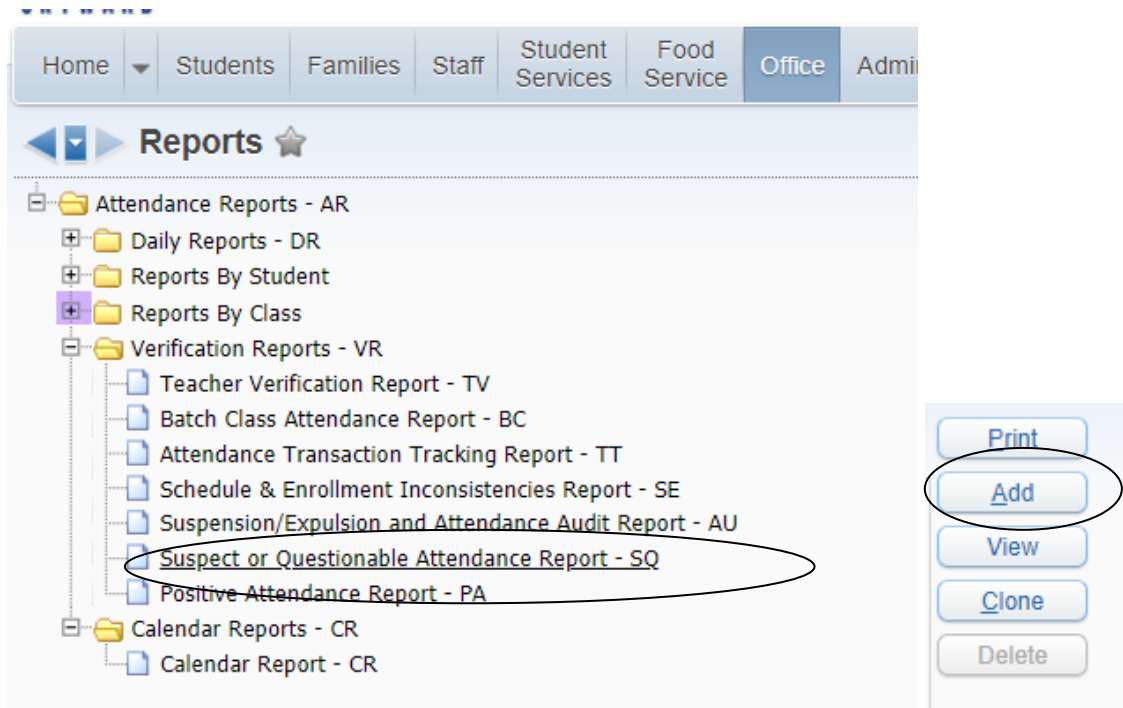 Home Students Families Staff Student Services Food Service Office Admi
Reports
Attendance Reports - AR
Daily Reports - DR
Reports By Student
Reports By Class
Verification Reports - VR
Teacher Verification Report - TV
Batch Class Attendance Report - BC
Attendance Transaction Tracking Report - TT
Schedule & Enrollment Inconsistencies Report - SE
Suspension/Expulsion and Attendance Audit Report - AU
Suspect or Questionable Attendance Report - SQ
Positive Attendance Report - PA
Calendar Reports - CR
Calendar Report - CR
Print
Add
View
Clone
Delete